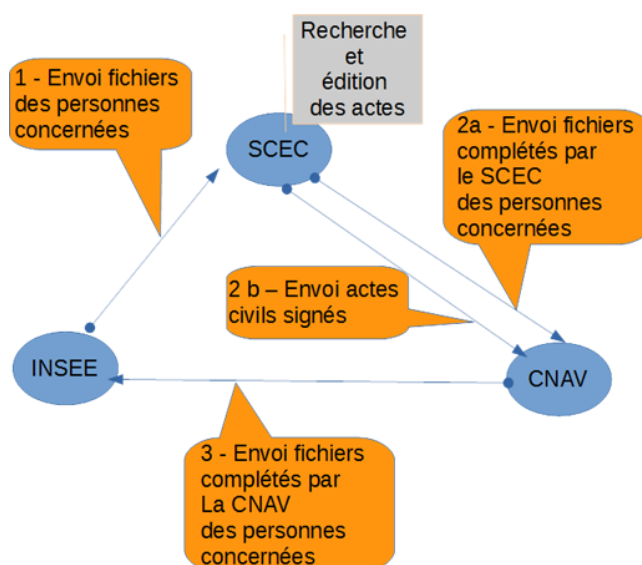 Recherche
et
édition
des actes
1 - Envoi fichiers
des personnes
concernées
SCEC
2a - Envoi fichiers
complétés par
le SCEC
des personnes
concernées
2 b – Envoi actes
civils signés
INSEE
CNAV
3 - Envoi fichiers
complétés par
La CNAV
des personnes
concernées